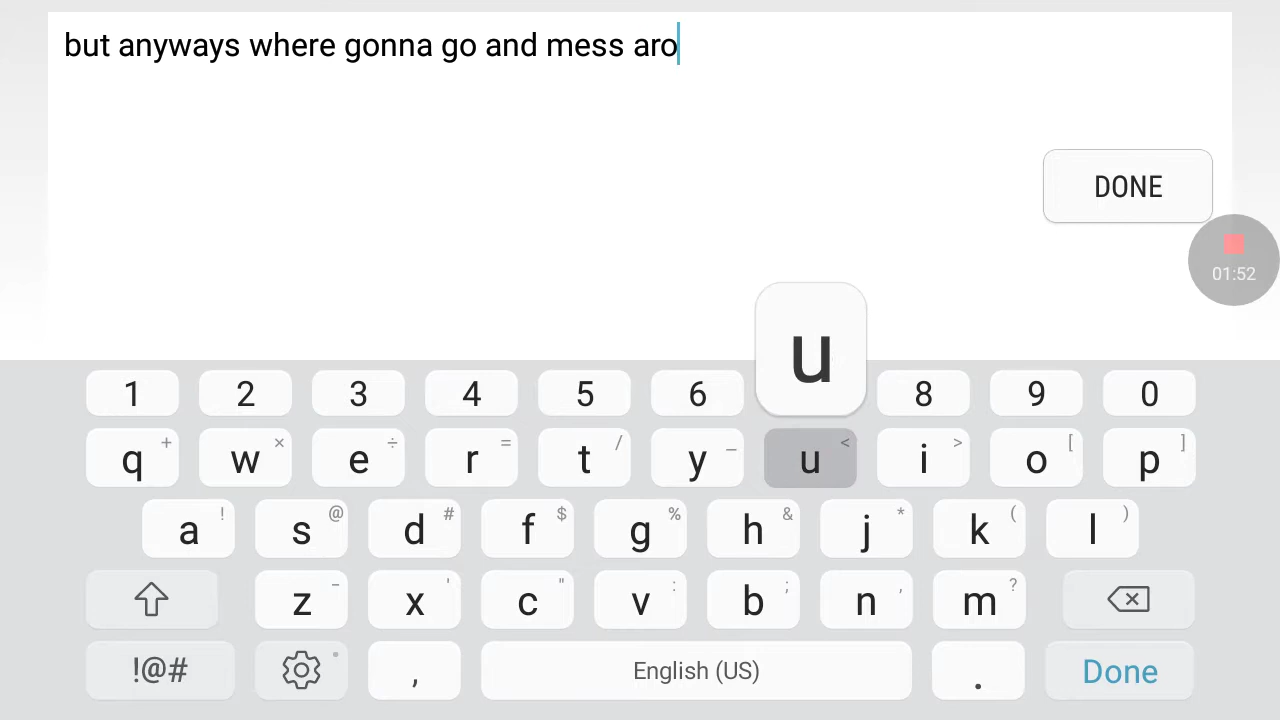 but anyways where gonna go and mess aro
DONE
01:52
u
1 2 3 4 5 6 8 9 0
q + w × e ÷ r = t / y _ u < i > o [ p ]
a ! s @ d # f $ g % h & j * k ( l )
z - x ' c " v : b ; n , m ?
!@# , English (US) . Done